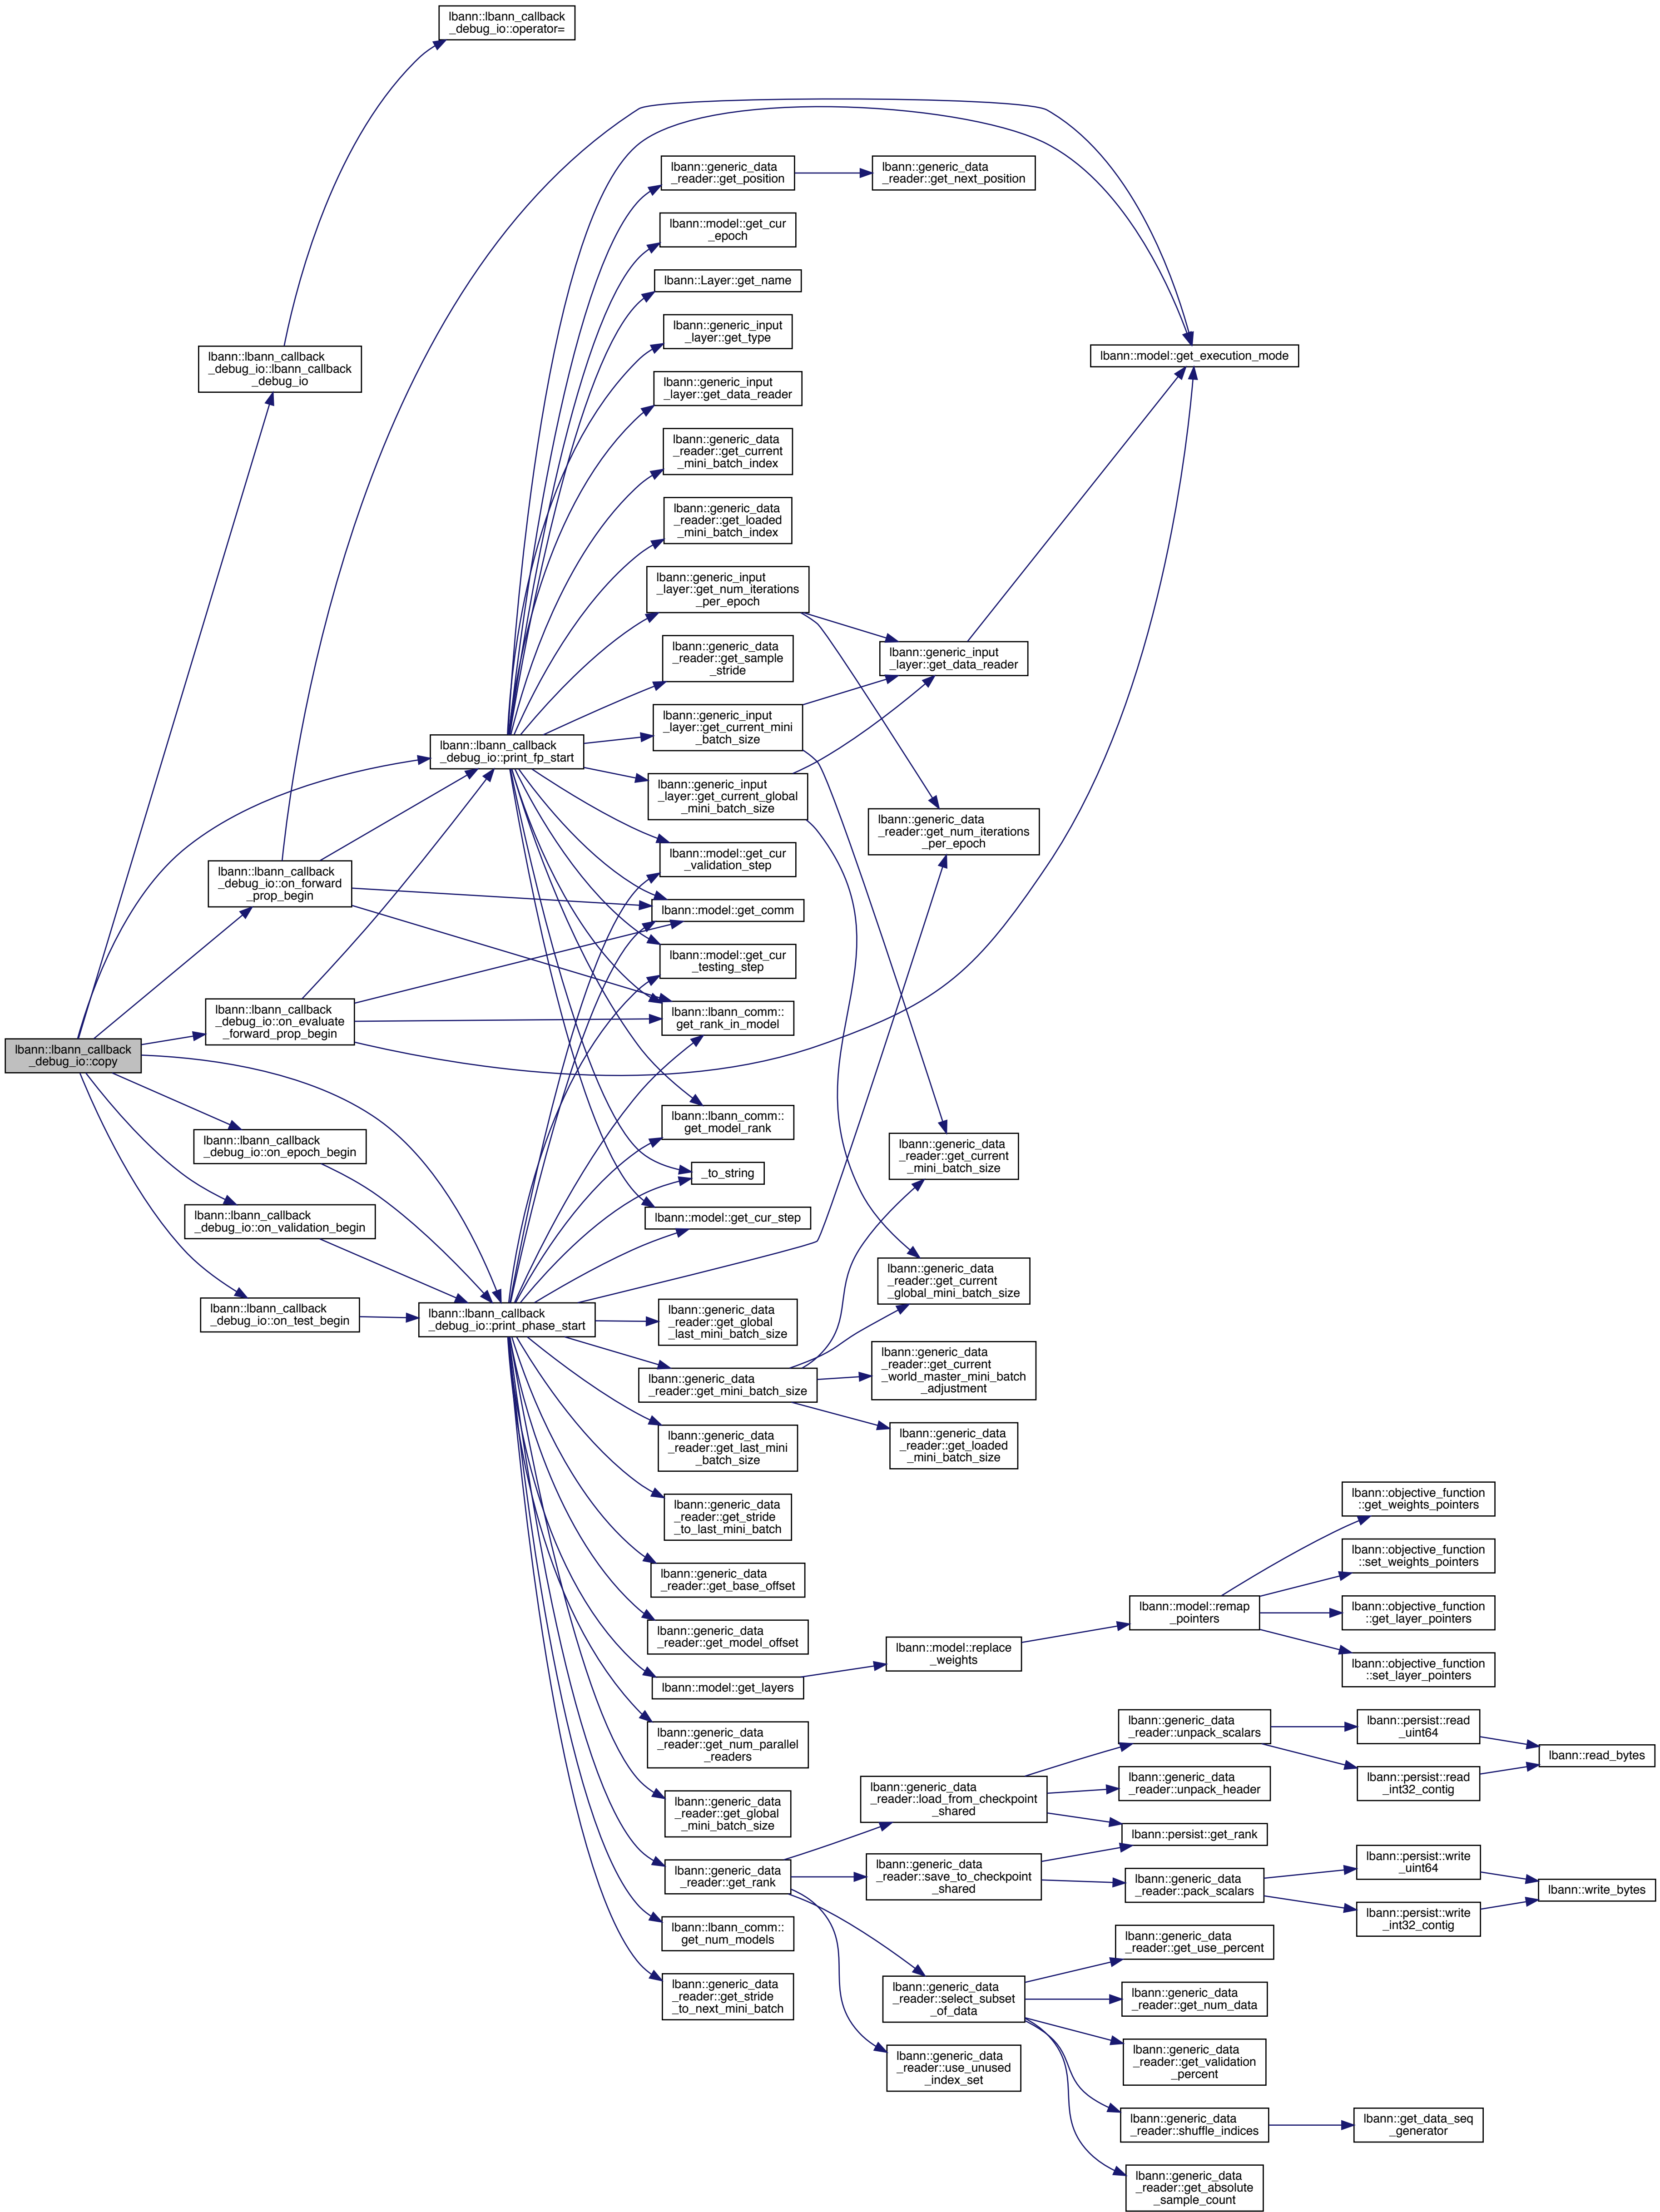 lbann::lbann_callback
_debug_io::operator=
lbann::generic_data
_reader::get_position
lbann::generic_data
_reader::get_next_position
lbann::model::get_cur
_epoch
lbann::Layer::get_name
lbann::generic_input
_layer::get_type
lbann::model::get_execution_mode
lbann::lbann_callback
_debug_io::lbann_callback
_debug_io
lbann::generic_input
_layer::get_data_reader
lbann::generic_data
_reader::get_current
_mini_batch_index
lbann::generic_data
_reader::get_loaded
_mini_batch_index
lbann::generic_input
_layer::get_num_iterations
_per_epoch
lbann::generic_data
_reader::get_sample
_stride
lbann::generic_input
_layer::get_data_reader
lbann::generic_input
_layer::get_current_mini
_batch_size
lbann::lbann_callback
_debug_io::print_fp_start
lbann::generic_input
_layer::get_current_global
_mini_batch_size
lbann::generic_data
_reader::get_num_iterations
_per_epoch
lbann::model::get_cur
_validation_step
lbann::lbann_callback
_debug_io::on_forward
_prop_begin
lbann::model::get_comm
lbann::model::get_cur
_testing_step
lbann::lbann_callback
_debug_io::on_evaluate
_forward_prop_begin
lbann::lbann_comm::
get_rank_in_model
lbann::lbann_callback
_debug_io::copy
lbann::lbann_comm::
get_model_rank
lbann::lbann_callback
_debug_io::on_epoch_begin
lbann::generic_data
_reader::get_current
_mini_batch_size
_to_string
lbann::lbann_callback
_debug_io::on_validation_begin
lbann::model::get_cur_step
lbann::generic_data
_reader::get_current
_global_mini_batch_size
lbann::lbann_callback
_debug_io::on_test_begin
lbann::lbann_callback
_debug_io::print_phase_start
lbann::generic_data
_reader::get_global
_last_mini_batch_size
lbann::generic_data
_reader::get_current
_world_master_mini_batch
_adjustment
lbann::generic_data
_reader::get_mini_batch_size
lbann::generic_data
_reader::get_last_mini
_batch_size
lbann::generic_data
_reader::get_loaded
_mini_batch_size
lbann::generic_data
_reader::get_stride
_to_last_mini_batch
lbann::objective_function
::get_weights_pointers
lbann::objective_function
::set_weights_pointers
lbann::generic_data
_reader::get_base_offset
lbann::model::remap
_pointers
lbann::objective_function
::get_layer_pointers
lbann::generic_data
_reader::get_model_offset
lbann::model::replace
_weights
lbann::objective_function
::set_layer_pointers
lbann::model::get_layers
lbann::generic_data
_reader::get_num_parallel
_readers
lbann::generic_data
_reader::unpack_scalars
lbann::persist::read
_uint64
lbann::read_bytes
lbann::generic_data
_reader::unpack_header
lbann::persist::read
_int32_contig
lbann::generic_data
_reader::load_from_checkpoint
_shared
lbann::generic_data
_reader::get_global
_mini_batch_size
lbann::persist::get_rank
lbann::generic_data
_reader::get_rank
lbann::generic_data
_reader::save_to_checkpoint
_shared
lbann::persist::write
_uint64
lbann::generic_data
_reader::pack_scalars
lbann::write_bytes
lbann::persist::write
_int32_contig
lbann::lbann_comm::
get_num_models
lbann::generic_data
_reader::get_use_percent
lbann::generic_data
_reader::get_stride
_to_next_mini_batch
lbann::generic_data
_reader::select_subset
_of_data
lbann::generic_data
_reader::get_num_data
lbann::generic_data
_reader::use_unused
_index_set
lbann::generic_data
_reader::get_validation
_percent
lbann::generic_data
_reader::shuffle_indices
lbann::get_data_seq
_generator
lbann::generic_data
_reader::get_absolute
_sample_count